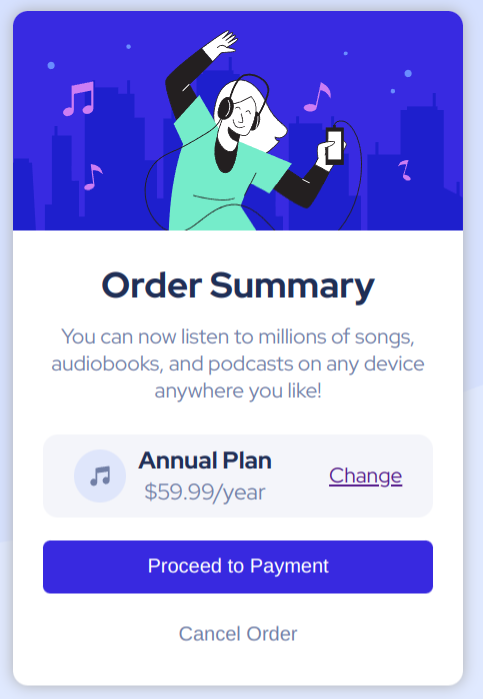 Order Summary
You can now listen to millions of songs,
audiobooks, and podcasts on any device
anywhere you like!
Annual Plan
$59.99/year
Change
Proceed to Payment
Cancel Order